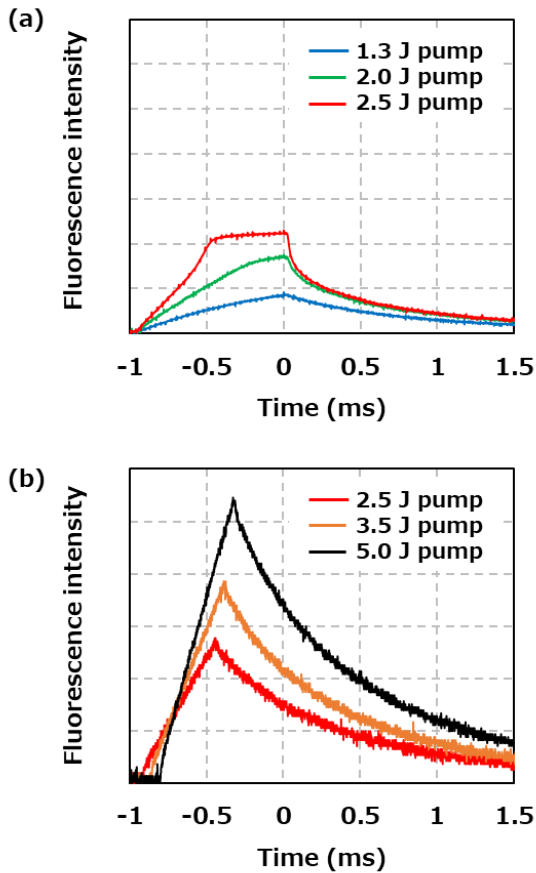 (a)
Fluorescence intensity
1.3 J pump
2.0 J pump
2.5 J pump
-1 -0.5 0 0.5 1 1.5
Time (ms)
(b)
Fluorescence intensity
2.5 J pump
3.5 J pump
5.0 J pump
-1 -0.5 0 0.5 1 1.5
Time (ms)